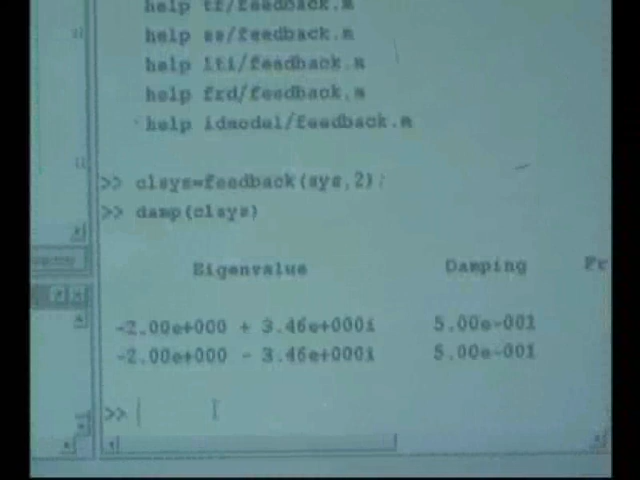 help tf/feedback.m
help ss/feedback.m
help lti/feedback.m
help frd/feedback.m
help idmodel/feedback.m
>> clsys=feedback(sys,2);
>> damp(clsys)
Eigenvalue Damping Fr
-2.00e+000 + 3.46e+000i 5.00e-001
-2.00e+000 - 3.46e+000i 5.00e-001
>>